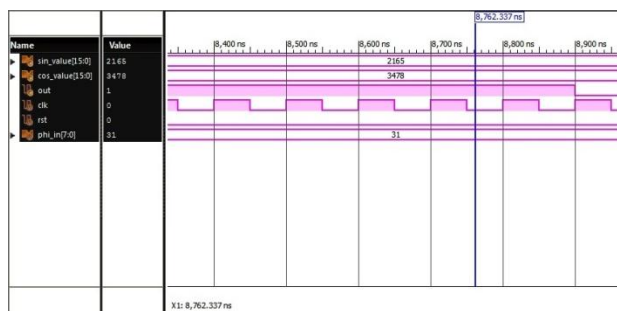 8,762.337 ns
Name Value 8,400 ns 8,500 ns 8,600 ns 8,700 ns 8,800 ns 8,900 ns
sin_value[15:0] 2165 2165
cos_value[15:0] 3478 3478
out 1
clk 0
rst 0
phi_in[7:0] 31 31
X1: 8,762.337 ns